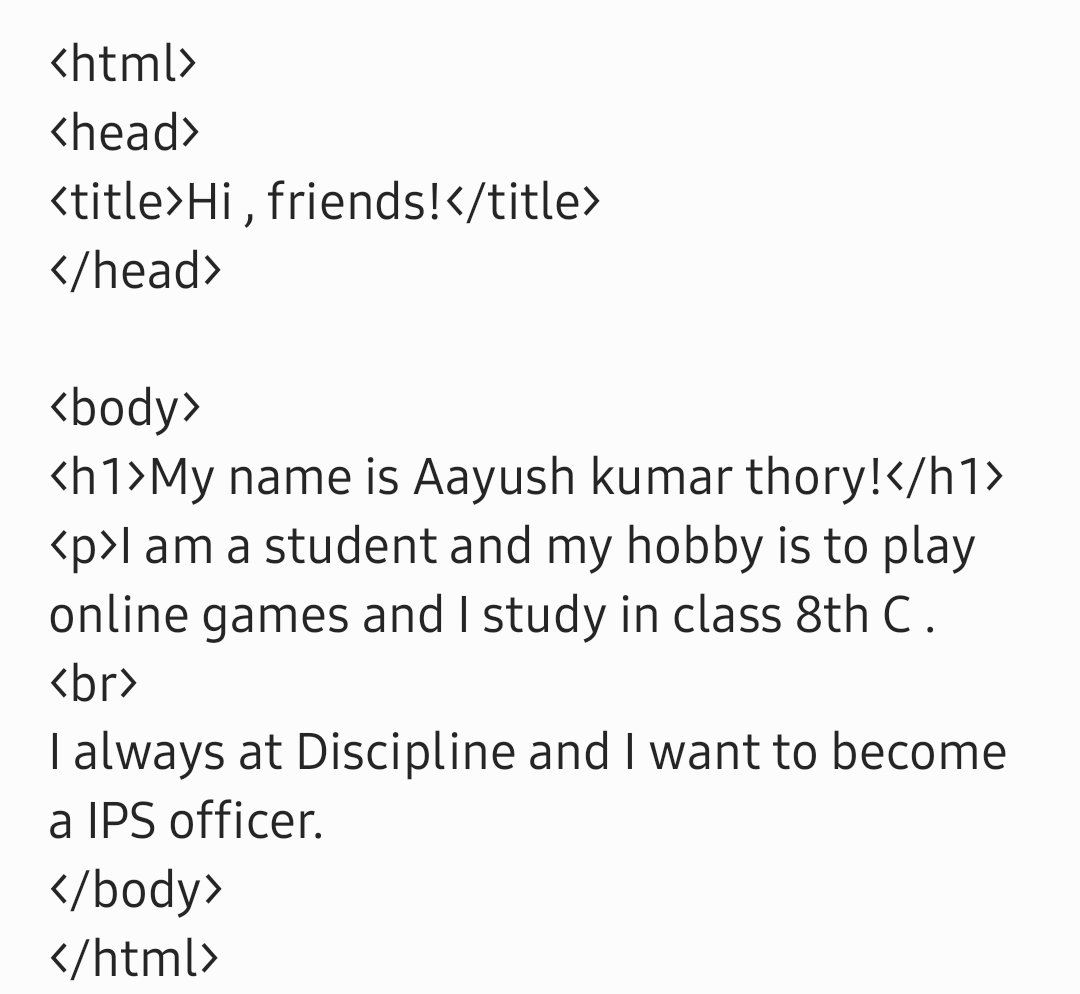 <html>
<head>
<title>Hi , friends!</title>
</head>

<body>
<h1>My name is Aayush kumar thory!</h1>
<p>I am a student and my hobby is to play
online games and I study in class 8th C .
<br>
I always at Discipline and I want to become
a IPS officer.
</body>
</html>